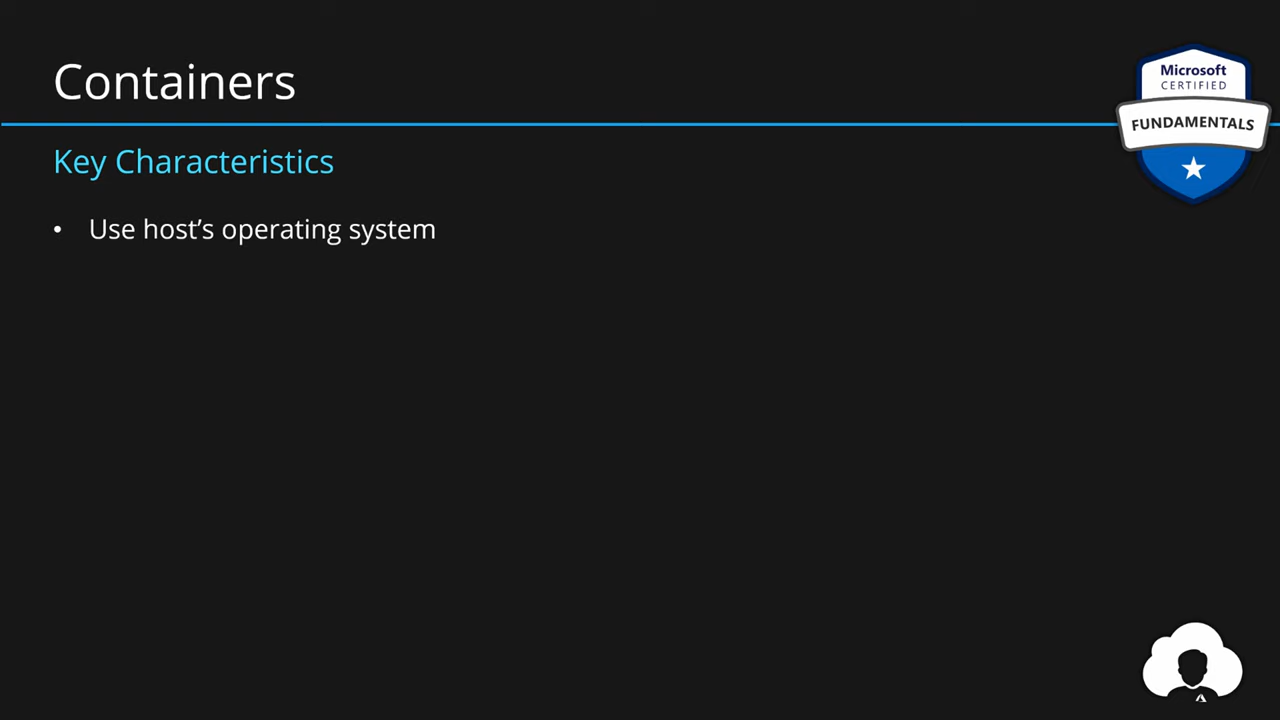 Containers
Microsoft
CERTIFIED
FUNDAMENTALS
Key Characteristics
• Use host’s operating system